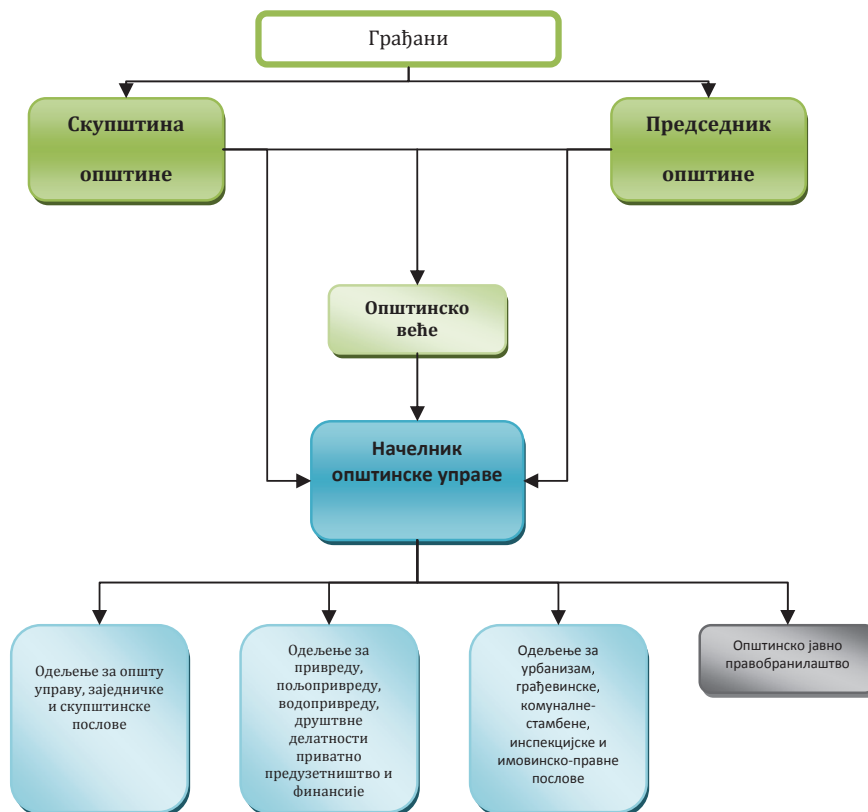 Грађани
Скупштина
општине
Председник
општине
Општинско
веће
Начелник
општинске управе
Одељење за општу
управу, заједничке
и скупштинске
послове
Одељење за
привреду,
пољопривреду,
водопривреду,
друштвне
делатности
приватно
предузетништво и
финансије
Одељење за
урбанизам,
грађевинске,
комуналне-
стамбене,
инспекцијске и
имовинско-правне
послове
Општинско јавно
правобранилаштво